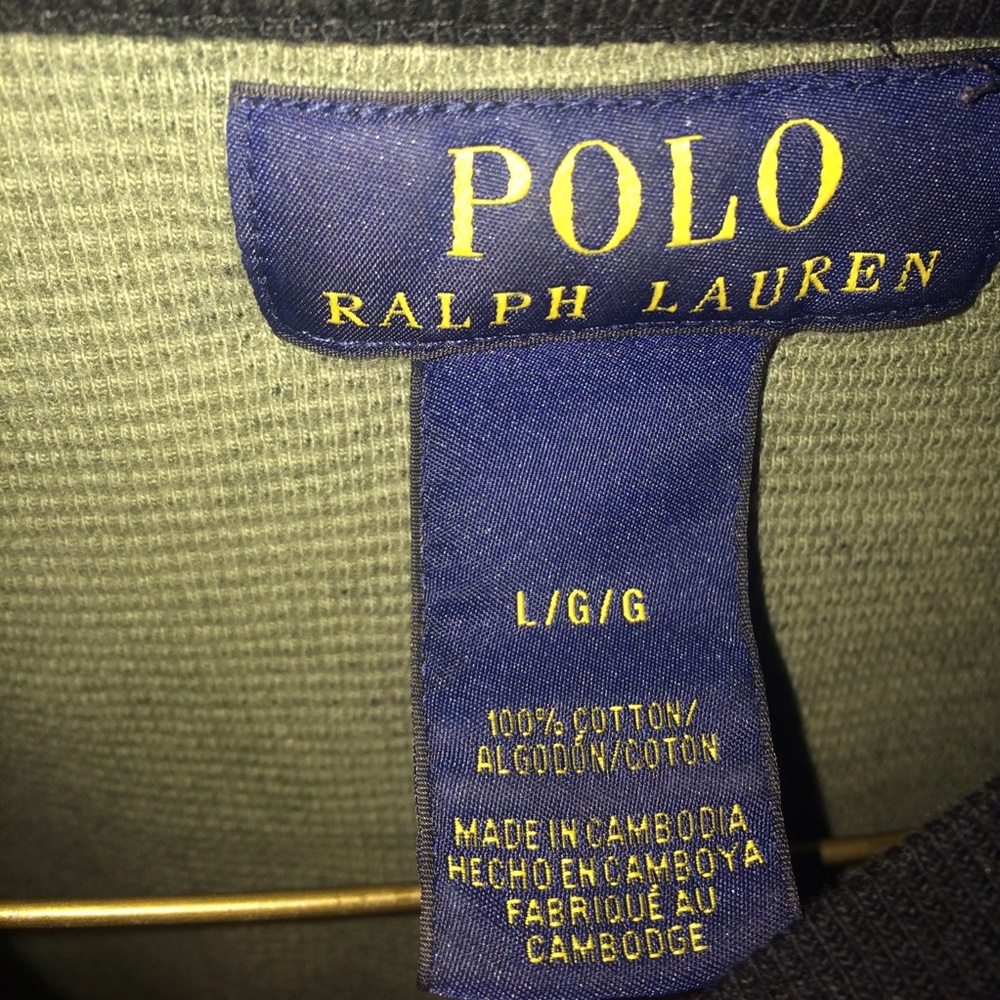 POLO
RALPH LAUREN
L/G/G
100% COTTON/
ALGODÓN/COTON
MADE IN CAMBODIA
HECHO EN CAMBOYA
FABRIQUÉ AU
CAMBODGE